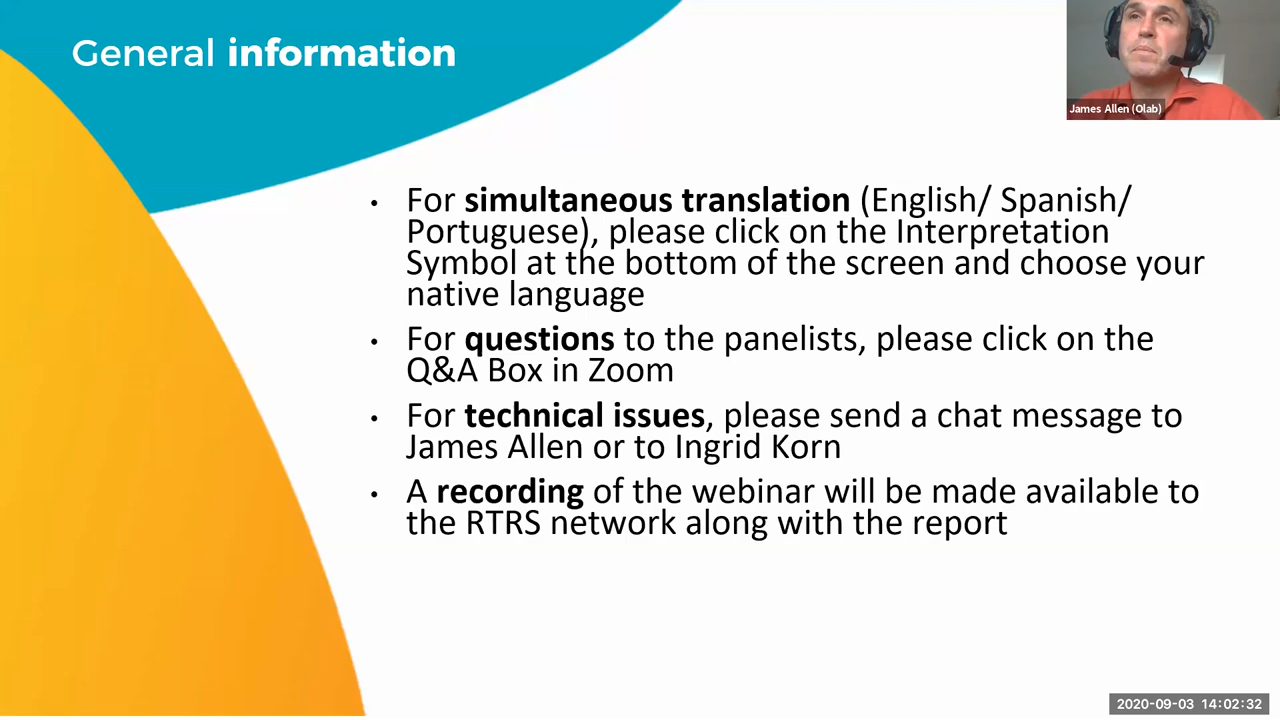 General information
James Allen (Olab)
• For simultaneous translation (English/ Spanish/
Portuguese), please click on the Interpretation
Symbol at the bottom of the screen and choose your
native language
• For questions to the panelists, please click on the
Q&A Box in Zoom
• For technical issues, please send a chat message to
James Allen or to Ingrid Korn
• A recording of the webinar will be made available to
the RTRS network along with the report
2020-09-03 14:02:32